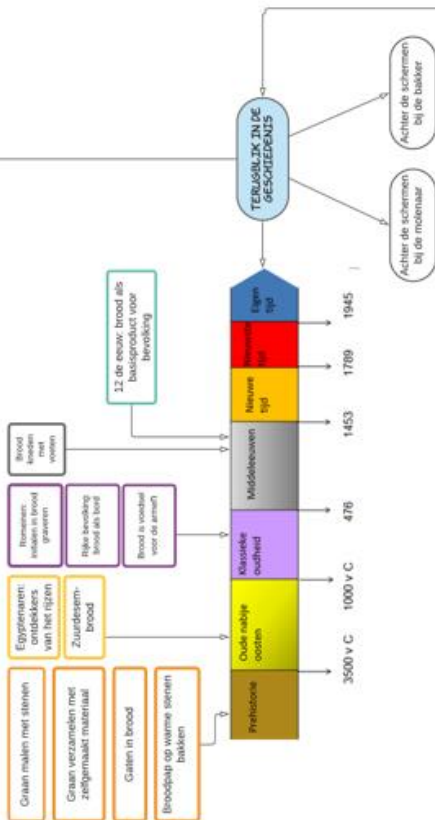 Graan malen met stenen
Graan verzamelen met
zelfgemaakt materiaal
Gaten in brood
Broodpap op warme stenen
bakken
Egyptenaren:
ontdekkers
van het rijzen
Zuurdesem-
brood
Romeinen:
initialen in brood
graveren
Rijke bevolking:
brood als bord
Brood is voedsel
voor de armen
Brood
kneden
met
voeten
12 de eeuw: brood als
basisproduct voor
bevolking
Prehistorie
Oude nabije
oosten
Klassieke
oudheid
Middeleeuwen
Nieuwe
tijd
Nieuwste
tijd
Eigen
tijd
3500 v C
1000 v C
476
1453
1789
1945
TERUGBLIK IN DE
GESCHIEDENIS
Achter de schermen
bij de molenaar
Achter de schermen
bij de bakker